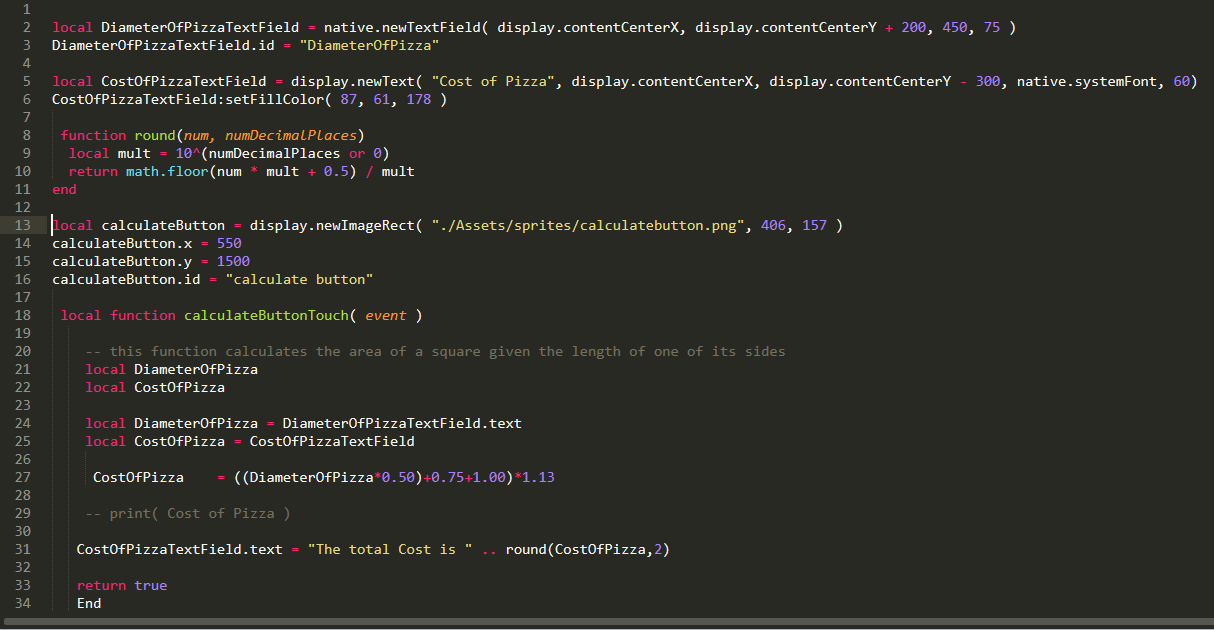 1
2 local DiameterOfPizzaTextField = native.newTextField( display.contentCenterX, display.contentCenterY + 200, 450, 75 )
3 DiameterOfPizzaTextField.id = "DiameterOfPizza"
4
5 local CostOfPizzaTextField = display.newText( "Cost of Pizza", display.contentCenterX, display.contentCenterY - 300, native.systemFont, 60)
6 CostOfPizzaTextField:setFillColor( 87, 61, 178 )
7
8 function round(num, numDecimalPlaces)
9 local mult = 10^(numDecimalPlaces or 0)
10 return math.floor(num * mult + 0.5) / mult
11 end
12
13 local calculateButton = display.newImageRect( "./Assets/sprites/calculatebutton.png", 406, 157 )
14 calculateButton.x = 550
15 calculateButton.y = 1500
16 calculateButton.id = "calculate button"
17
18 local function calculateButtonTouch( event )
19
20 -- this function calculates the area of a square given the length of one of its sides
21 local DiameterOfPizza
22 local CostOfPizza
23
24 local DiameterOfPizza = DiameterOfPizzaTextField.text
25 local CostOfPizza = CostOfPizzaTextField
26
27 CostOfPizza    = ((DiameterOfPizza*0.50)+0.75+1.00)*1.13
28
29 -- print( Cost of Pizza )
30
31 CostOfPizzaTextField.text = "The total Cost is " .. round(CostOfPizza,2)
32
33 return true
34 End